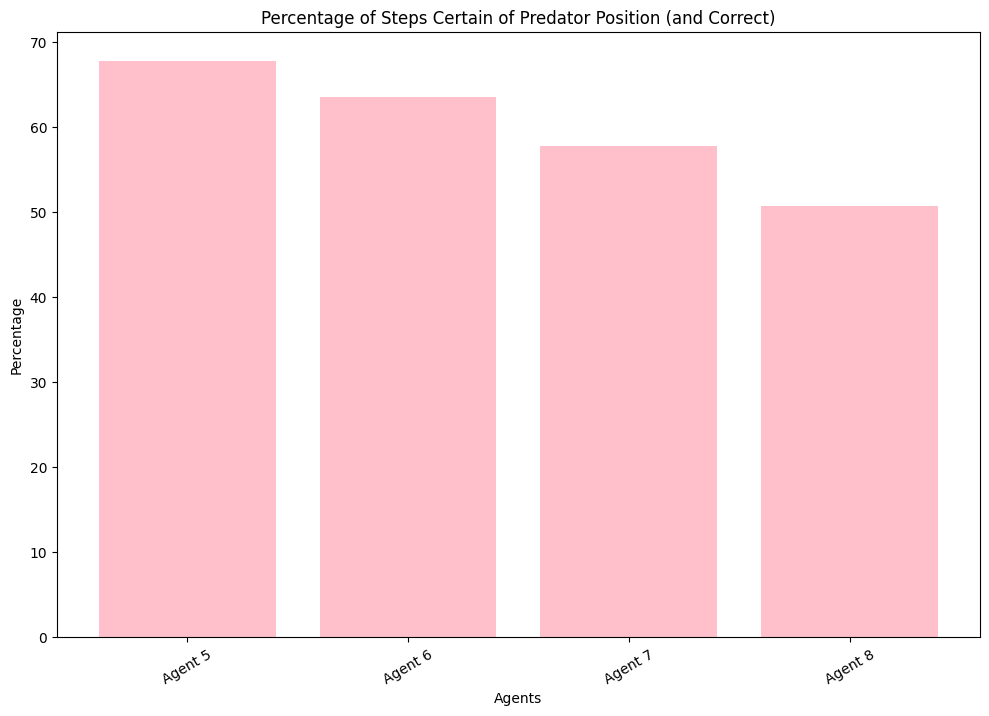 Percentage of Steps Certain of Predator Position (and Correct)
70
60
50
40
30
20
10
0
Percentage
Agent 5
Agent 6
Agent 7
Agent 8
Agents